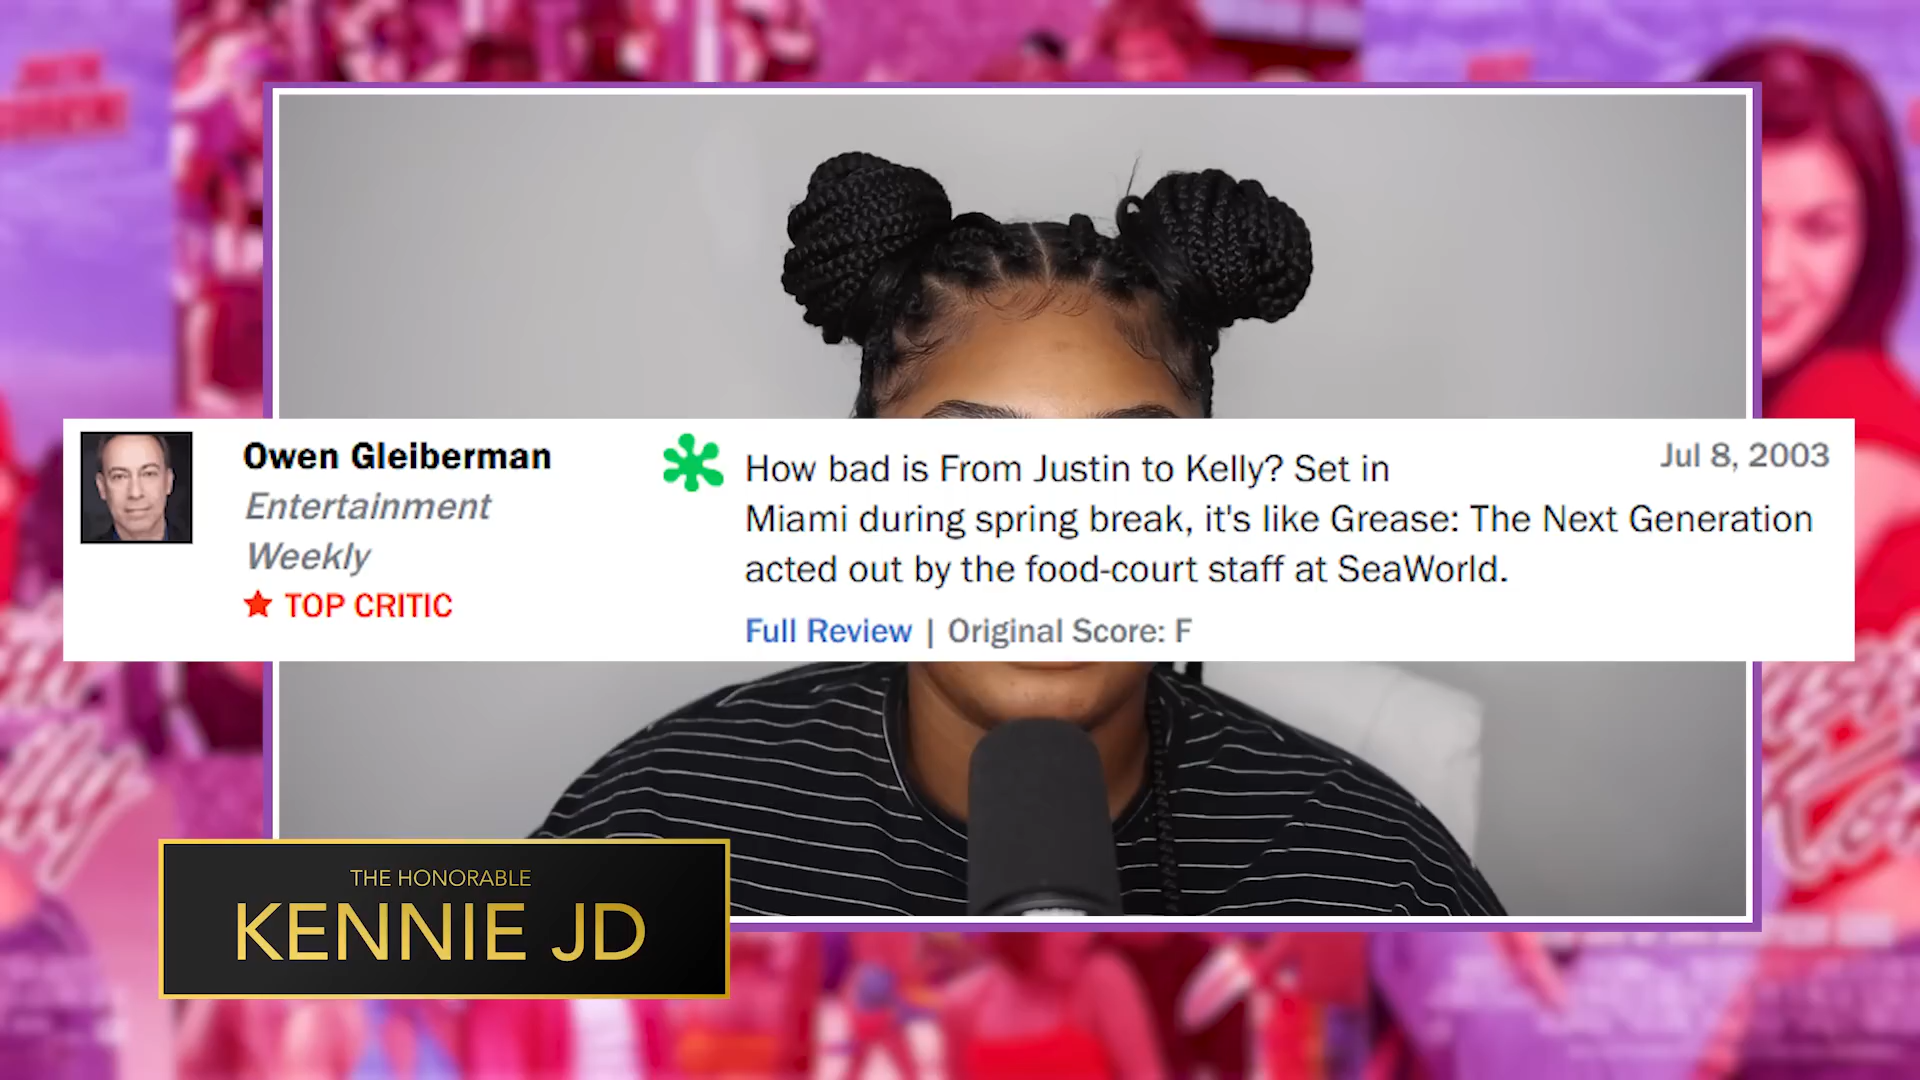 Owen Gleiberman
Entertainment
Weekly
TOP CRITIC
How bad is From Justin to Kelly? Set in
Miami during spring break, it's like Grease: The Next Generation
acted out by the food-court staff at SeaWorld.
Full Review | Original Score: F
Jul 8, 2003
THE HONORABLE
KENNIE JD